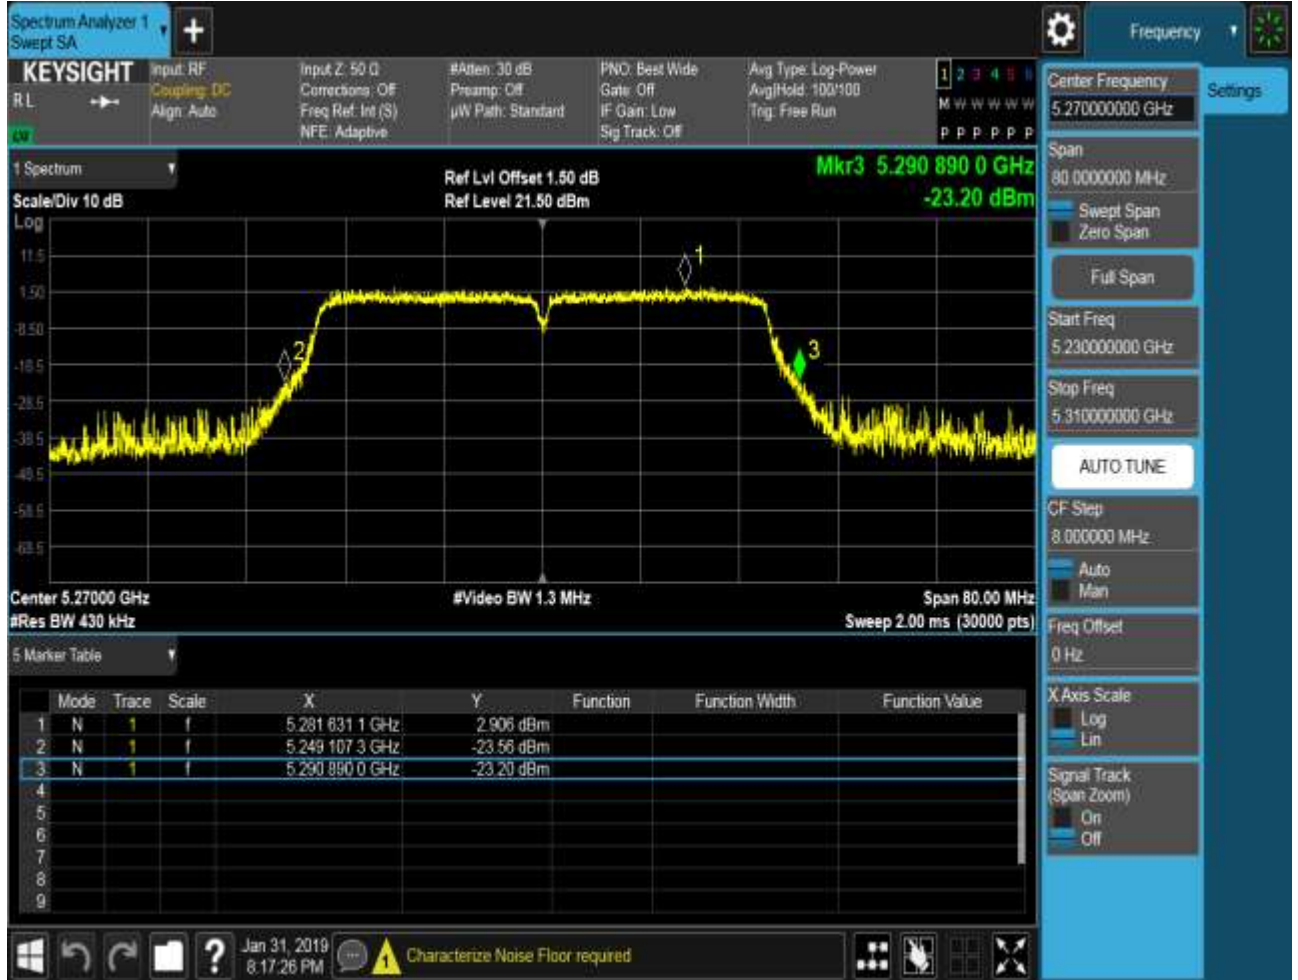 Spectrum Analyzer 1
Swept SA
Frequency
KEYSIGHT
RL
Input: RF
Coupling: DC
Align: Auto
Input Z: 50 Ω
Corrections: Off
Freq Ref: Int (S)
NFE: Adaptive
#Atten: 30 dB
Preamp: Off
µW Path: Standard
PNO: Best Wide
Gate: Off
IF Gain: Low
Sig Track: Off
Avg Type: Log-Power
Avg|Hold: 100/100
Trig: Free Run
1 2 3 4 5 6
M W W W W W
P P P P P P
1 Spectrum
Scale/Div 10 dB
Ref Lvl Offset 1.50 dB
Ref Level 21.50 dBm
Mkr3 5.290 890 0 GHz
-23.20 dBm
Log
11.5
1.50
-8.50
-18.5
-28.5
-38.5
-48.5
-58.5
-68.5
1
2
3
Center 5.27000 GHz
#Res BW 430 kHz
#Video BW 1.3 MHz
Span 80.00 MHz
Sweep 2.00 ms (30000 pts)
5 Marker Table
Mode Trace Scale X Y Function Function Width Function Value
1 N 1 f 5.281 631 1 GHz 2.906 dBm
2 N 1 f 5.249 107 3 GHz -23.56 dBm
3 N 1 f 5.290 890 0 GHz -23.20 dBm
4
5
6
7
8
9
Center Frequency
5.270000000 GHz
Settings
Span
80.0000000 MHz
Swept Span
Zero Span
Full Span
Start Freq
5.230000000 GHz
Stop Freq
5.310000000 GHz
AUTO TUNE
CF Step
8.000000 MHz
Auto
Man
Freq Offset
0 Hz
X Axis Scale
Log
Lin
Signal Track
(Span Zoom)
On
Off
?
Jan 31, 2019
8:17:26 PM
1
Characterize Noise Floor required